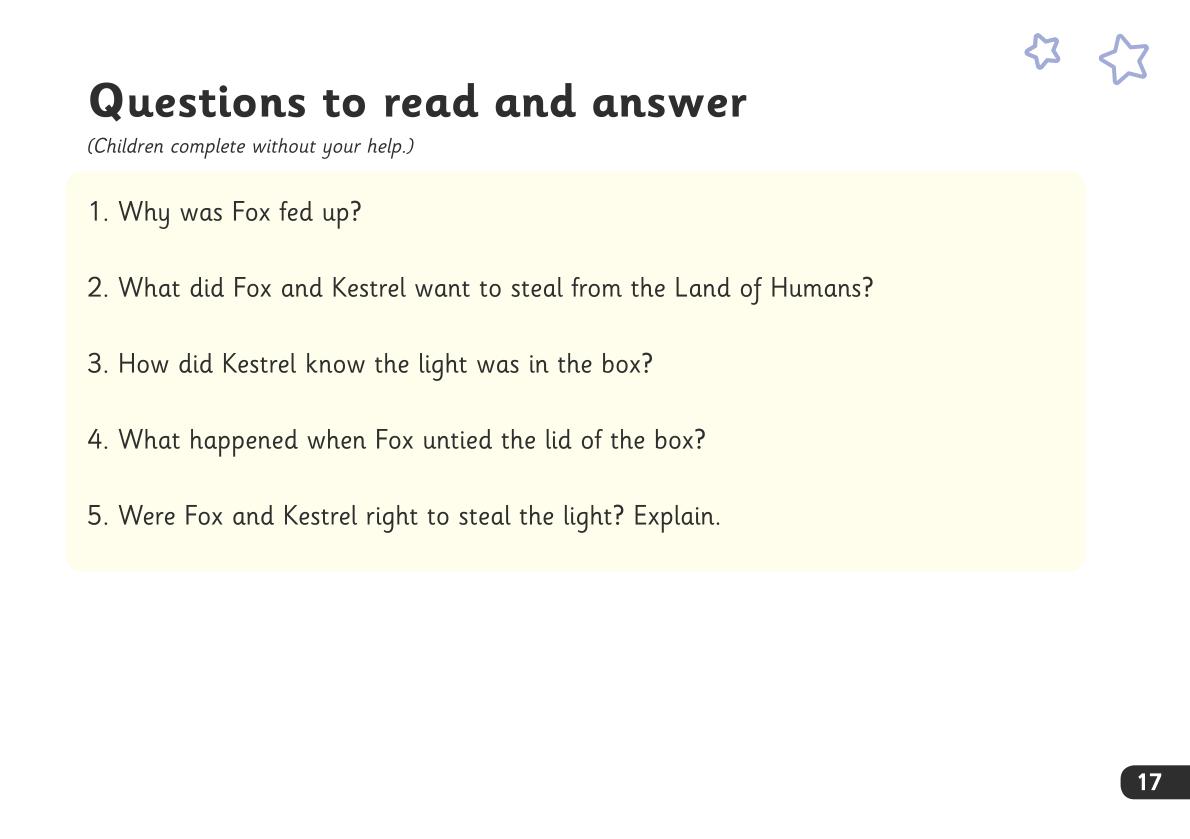 Questions to read and answer
(Children complete without your help.)
1. Why was Fox fed up?
2. What did Fox and Kestrel want to steal from the Land of Humans?
3. How did Kestrel know the light was in the box?
4. What happened when Fox untied the lid of the box?
5. Were Fox and Kestrel right to steal the light? Explain.
17